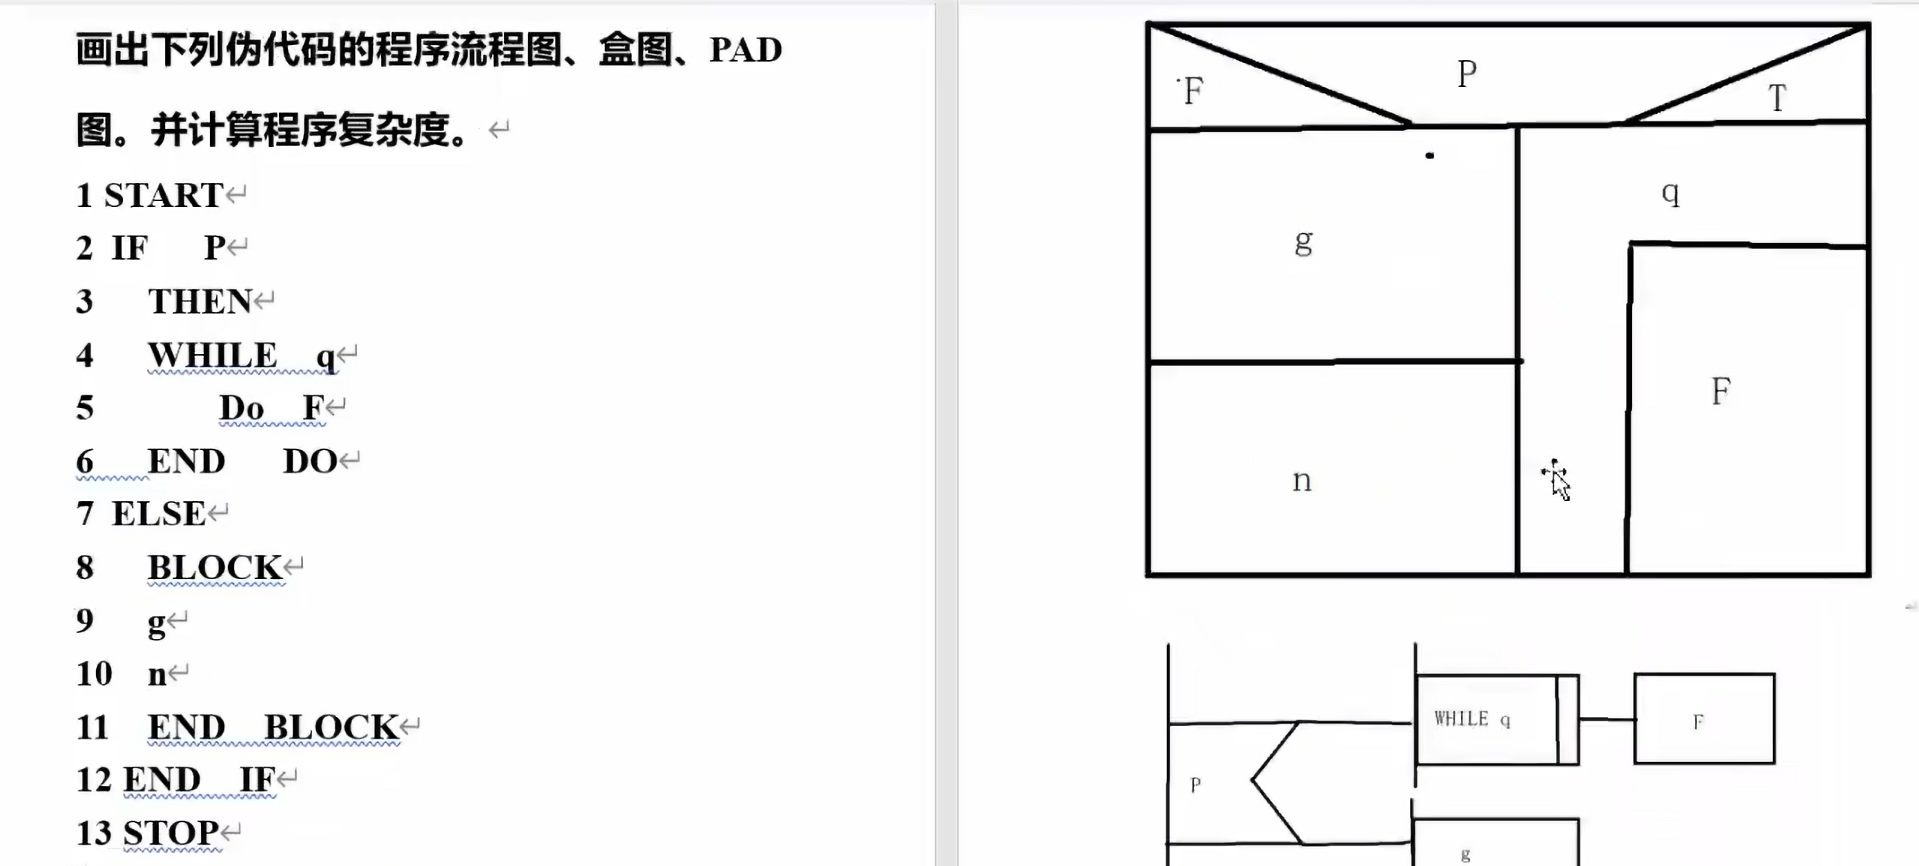 画出下列伪代码的程序流程图、盒图、PAD
图。并计算程序复杂度。
1 START
2 IF P
3 THEN
4 WHILE q
5 Do F
6 END DO
7 ELSE
8 BLOCK
9 g
10 n
11 END BLOCK
12 END IF
13 STOP
F P T
q
g
F
n
WHILE q F
P
g